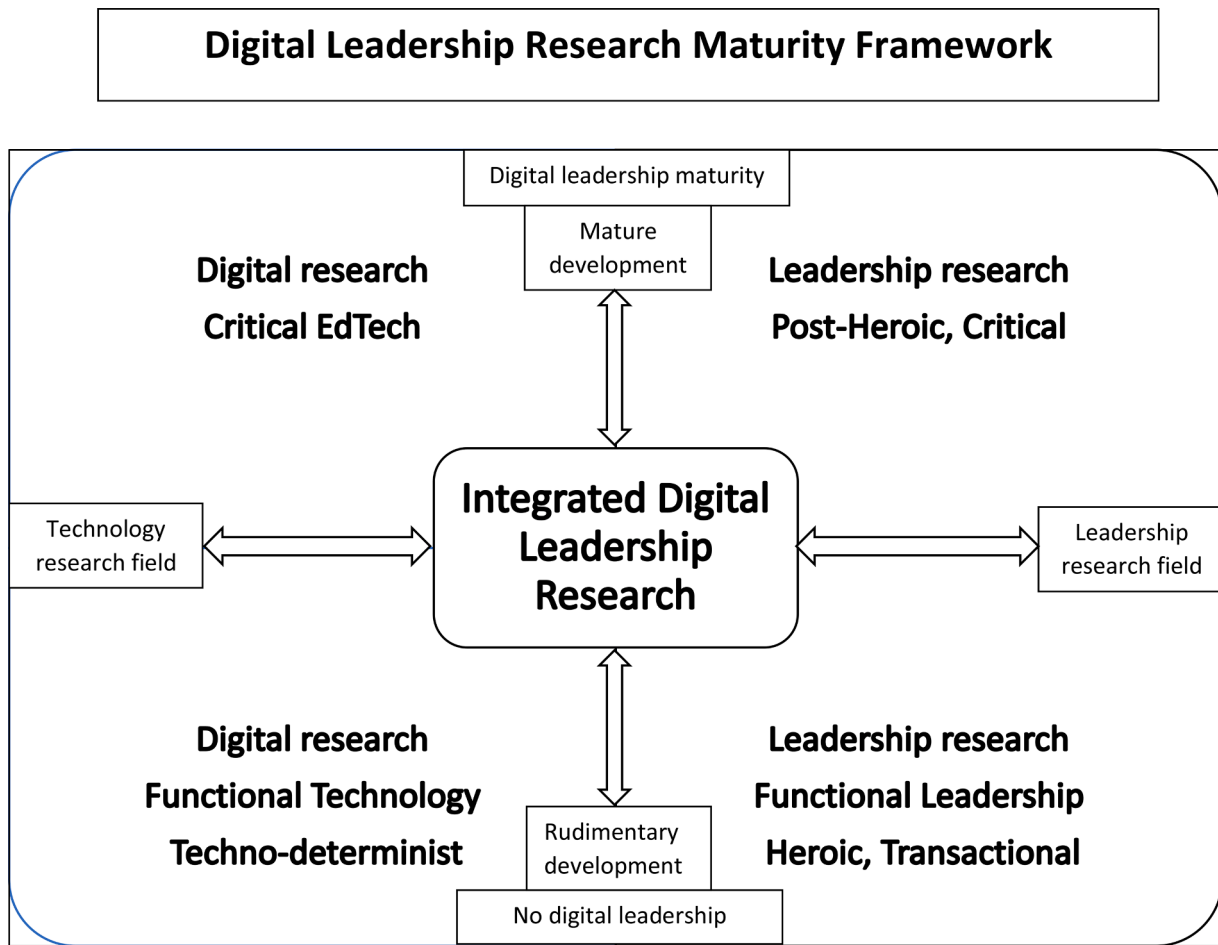 Digital Leadership Research Maturity Framework
Digital leadership maturity
Mature
development
Digital research
Critical EdTech
Leadership research
Post-Heroic, Critical
Technology
research field
Integrated Digital
Leadership
Research
Leadership
research field
Digital research
Functional Technology
Techno-determinist
Leadership research
Functional Leadership
Heroic, Transactional
Rudimentary
development
No digital leadership